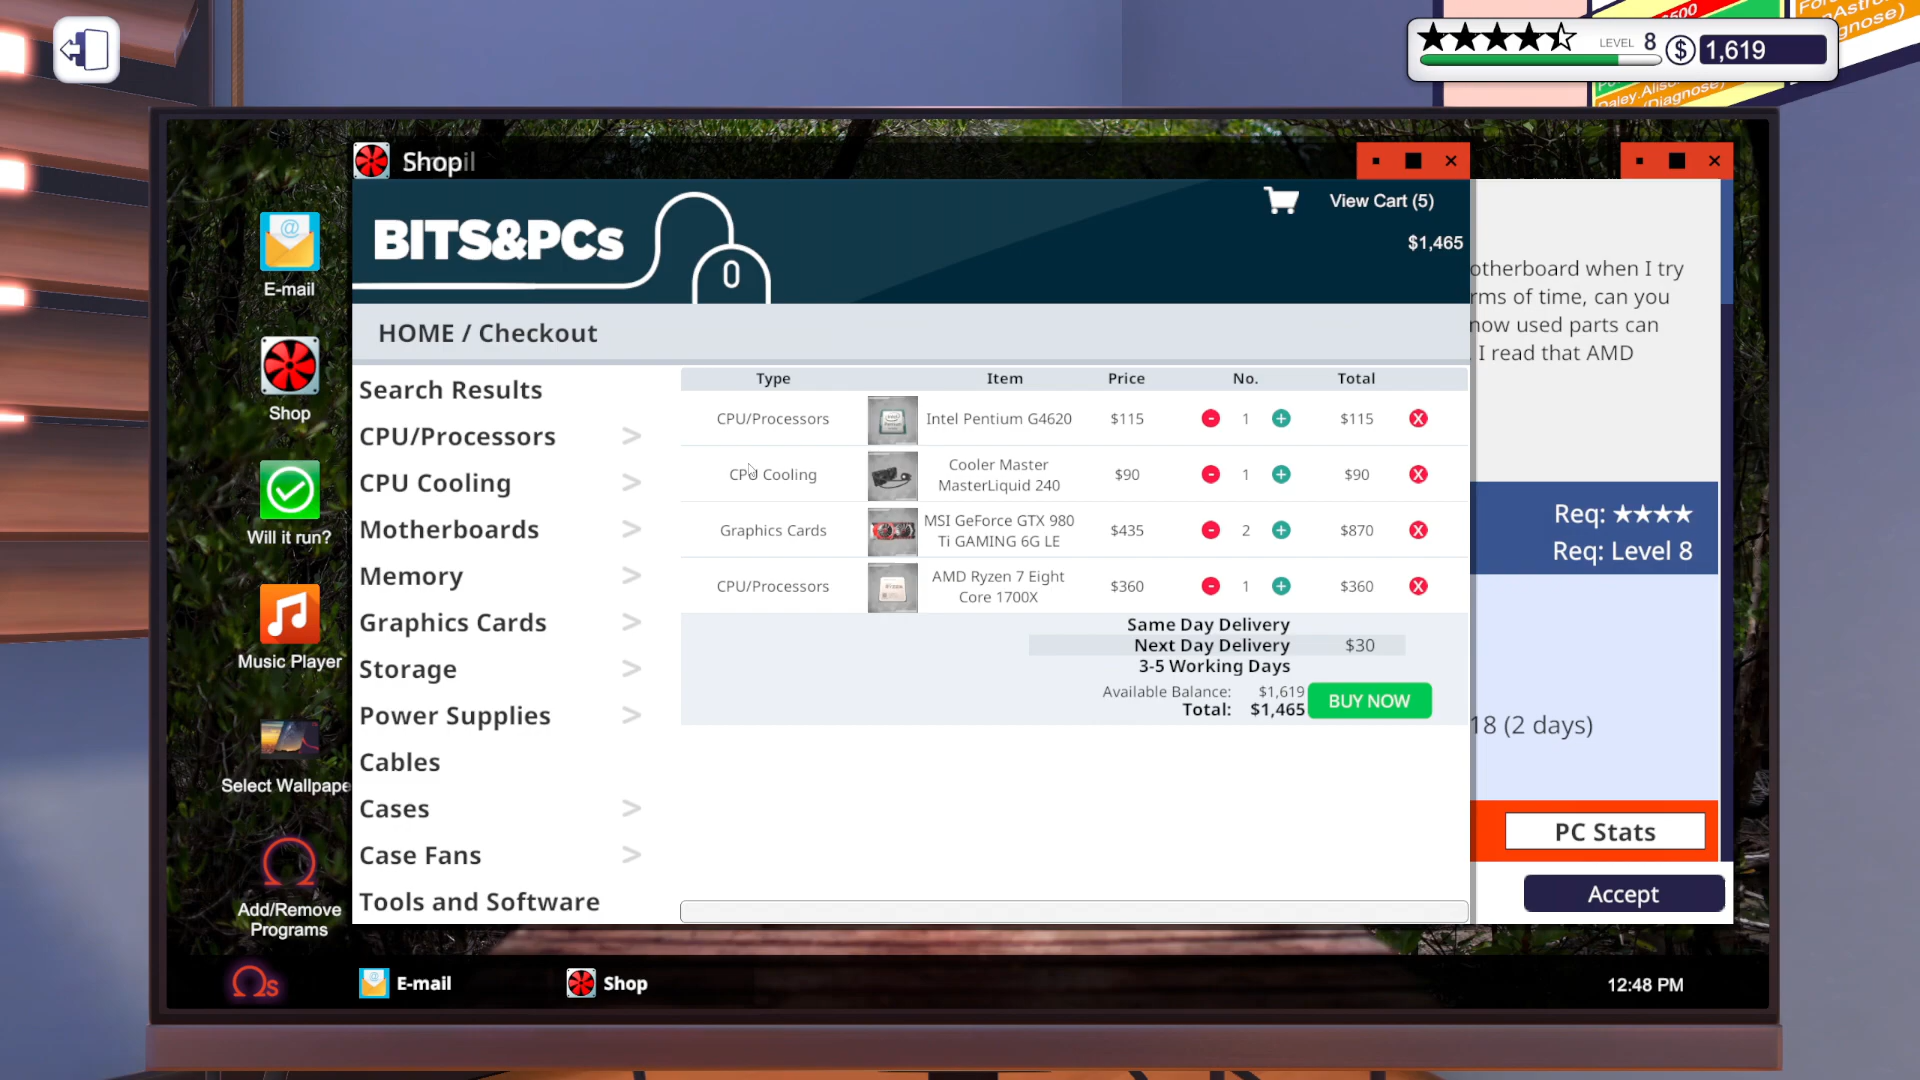 $500
LEVEL 8
$ 1,619
Daley.Aliso
(Diagnose)
Shop
View Cart (5)
$1,465
BITS&PCs
HOME / Checkout
E-mail
Shop
Will it run?
Music Player
Select Wallpape
Add/Remove
Programs
Search Results
CPU/Processors >
CPU Cooling >
Motherboards >
Memory >
Graphics Cards >
Storage >
Power Supplies >
Cables
Cases >
Case Fans >
Tools and Software
Type Item Price No. Total
CPU/Processors Intel Pentium G4620 $115 - 1 + $115 X
CPU Cooling Cooler Master MasterLiquid 240 $90 - 1 + $90 X
Graphics Cards MSI GeForce GTX 980 Ti GAMING 6G LE $435 - 2 + $870 X
CPU/Processors AMD Ryzen 7 Eight Core 1700X $360 - 1 + $360 X
Same Day Delivery
Next Day Delivery $30
3-5 Working Days
Available Balance: $1,619
Total: $1,465
BUY NOW
otherboard when I try
rms of time, can you
now used parts can
I read that AMD
Req: ★★★★
Req: Level 8
18 (2 days)
PC Stats
Accept
Ωs
E-mail
Shop
12:48 PM